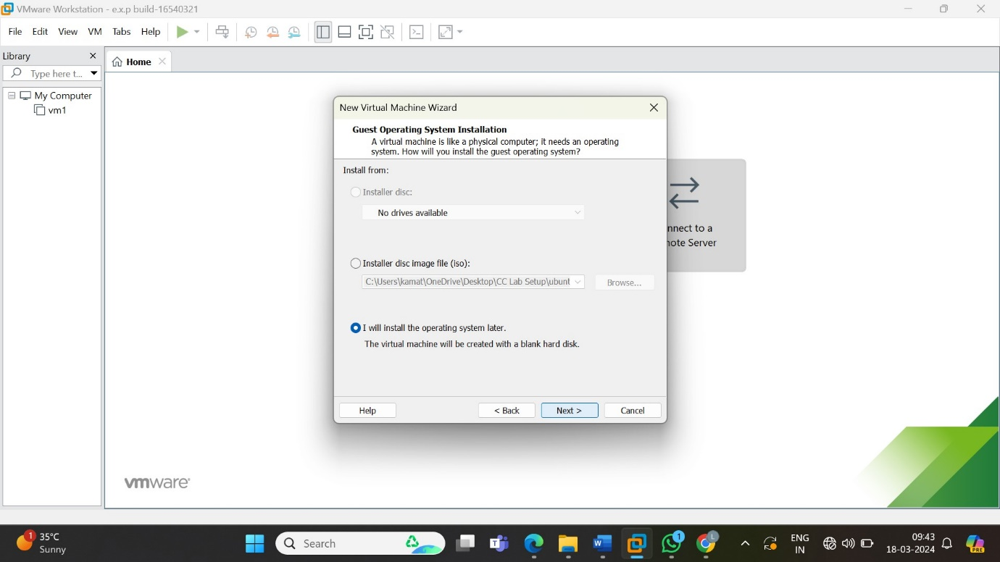 VMware Workstation - e.x.p build-16540321
File Edit View VM Tabs Help
Library
Type here t...
Home
My Computer
vm1
New Virtual Machine Wizard
Guest Operating System Installation
A virtual machine is like a physical computer; it needs an operating
system. How will you install the guest operating system?
Install from:
Installer disc:
No drives available
nnect to a
note Server
Installer disc image file (iso):
C:\Users\kamat\OneDrive\Desktop\CC Lab Setup\ubunt
Browse...
I will install the operating system later.
The virtual machine will be created with a blank hard disk.
Help
< Back
Next >
Cancel
vmware
1
35°C
Sunny
Search
1
L
ENG
IN
09:43
18-03-2024
PRE